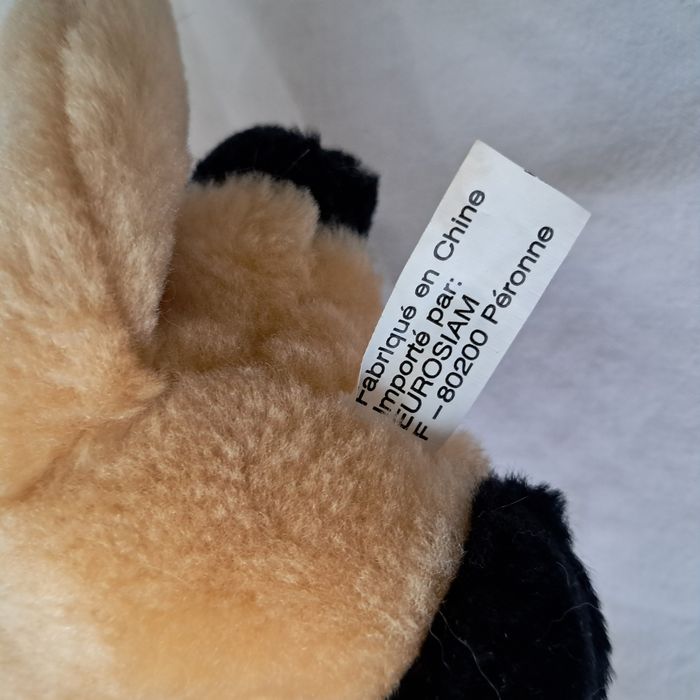 Fabriqué en Chine
Importé par:
EUROSIAM
F - 80200 Péronne